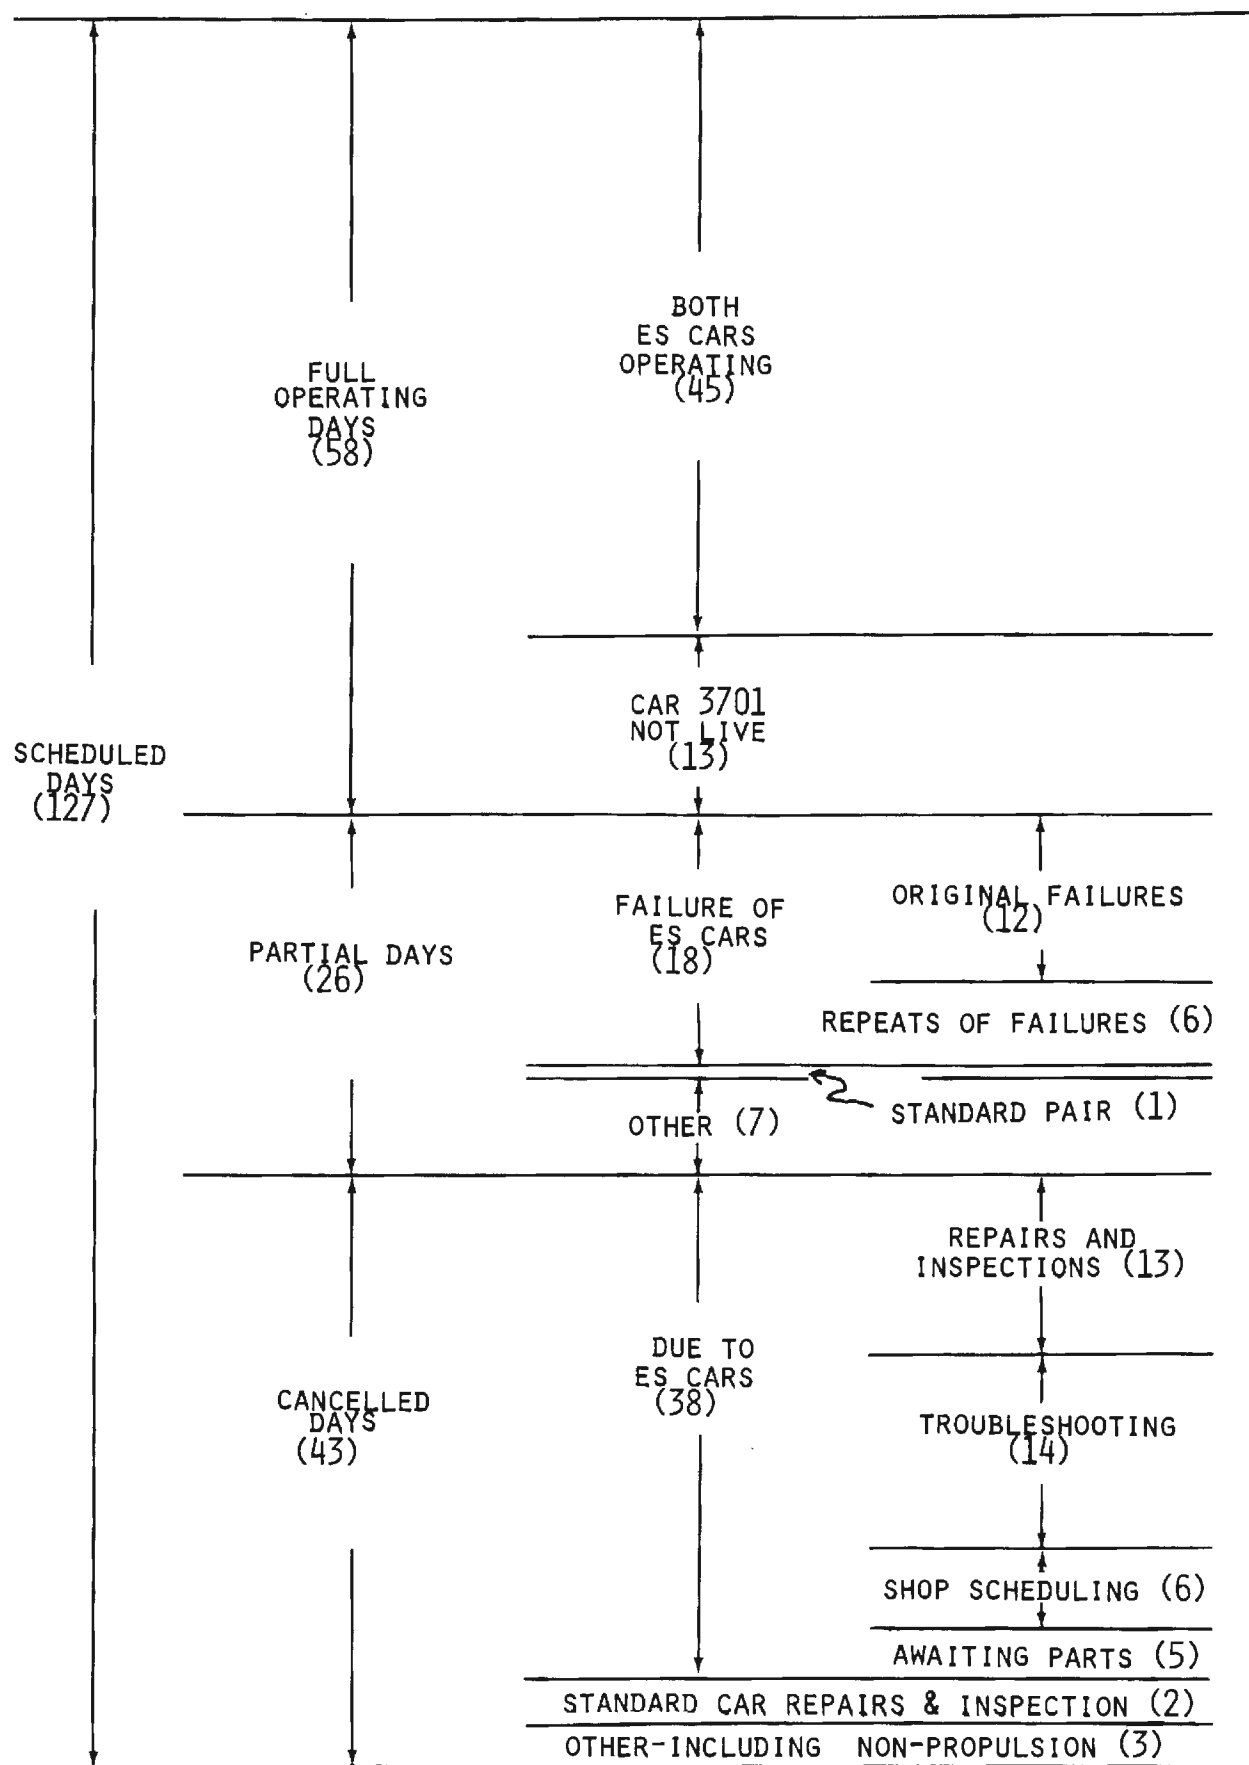 BOTH
ES CARS
OPERATING
(45)
FULL
OPERATING
DAYS
(58)
CAR 3701
NOT LIVE
(13)
SCHEDULED
DAYS
(127)
ORIGINAL FAILURES
(12)
FAILURE OF
ES CARS
(18)
PARTIAL DAYS
(26)
REPEATS OF FAILURES (6)
STANDARD PAIR (1)
OTHER (7)
REPAIRS AND
INSPECTIONS (13)
DUE TO
ES CARS
(38)
CANCELLED
DAYS
(43)
TROUBLESHOOTING
(14)
SHOP SCHEDULING (6)
AWAITING PARTS (5)
STANDARD CAR REPAIRS & INSPECTION (2)
OTHER-INCLUDING NON-PROPULSION (3)